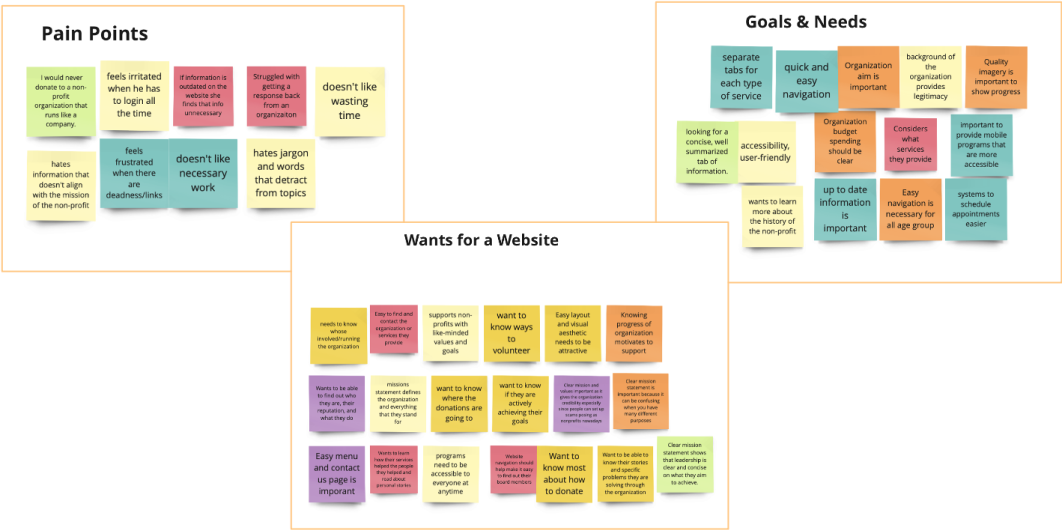 Pain Points
I would never
donate to a non-
profit
organization that
runs like a
company.
feels irritated
when he has
to login all
the time
if information is
outdated on the
website she
finds that info
unnecessary
Struggled with
getting a
response back
from an
organizaiton
doesn't like
wasting
time
hates
information that
doesn't align
with the mission
of the non-profit
feels
frustrated
when there
are
deadness/links
doesn't like
necessary
work
hates jargon
and words
that detract
from topics
Goals & Needs
separate
tabs for
each type
of service
quick and
easy
navigation
Organization
aim is
important
background of
the
organization
provides
legitimacy
Quality
imagery is
important to
show progress
looking for a
concise, well
summarized
tab of
information.
accessibility,
user-friendly
Organization
budget
spending
should be
clear
Considers
what
services
they provide
important to
provide mobile
programs that
are more
accessible
wants to learn
more about
the history of
the non-profit
up to date
information
is
important
Easy
navigation is
necessary for
all age group
systems to
schedule
appointments
easier
Wants for a Website
needs to know
whose
involved/running
the organization
Easy to find and
contact the
organization or
services they
provide
supports non-
profits with
like-minded
values and
goals
want to
know ways
to
volunteer
Easy layout
and visual
aesthetic
needs to be
attractive
Knowing
progress of
organization
motivates to
support
Wants to be able
to find out who
they are, their
reputation, and
what they do
missions
statement defines
the organization
and everything
that they stand
for
want to know
where the
donations are
going to
want to know
if they are
actively
achieving their
goals
Clear mission and
values important as it
gives the organization
credibility especially
since people can set up
scams posing as
nonprofits nowadays
Clear mission
statement is
important because it
can be confusing
when you have
many different
purposes
Easy menu
and contact
us page is
imporant
Wants to learn
how their services
helped the people
they helped and
read about
personal stories
programs
need to be
accessible to
everyone at
anytime
Website
navigation should
help make it easy
to find out their
board members
Want to
know most
about how
to donate
Want to be able to
know their stories
and specific
problems they are
solving through
the organization
Clear mission
statement shows
that leadership is
clear and concise
on what they aim
to achieve.